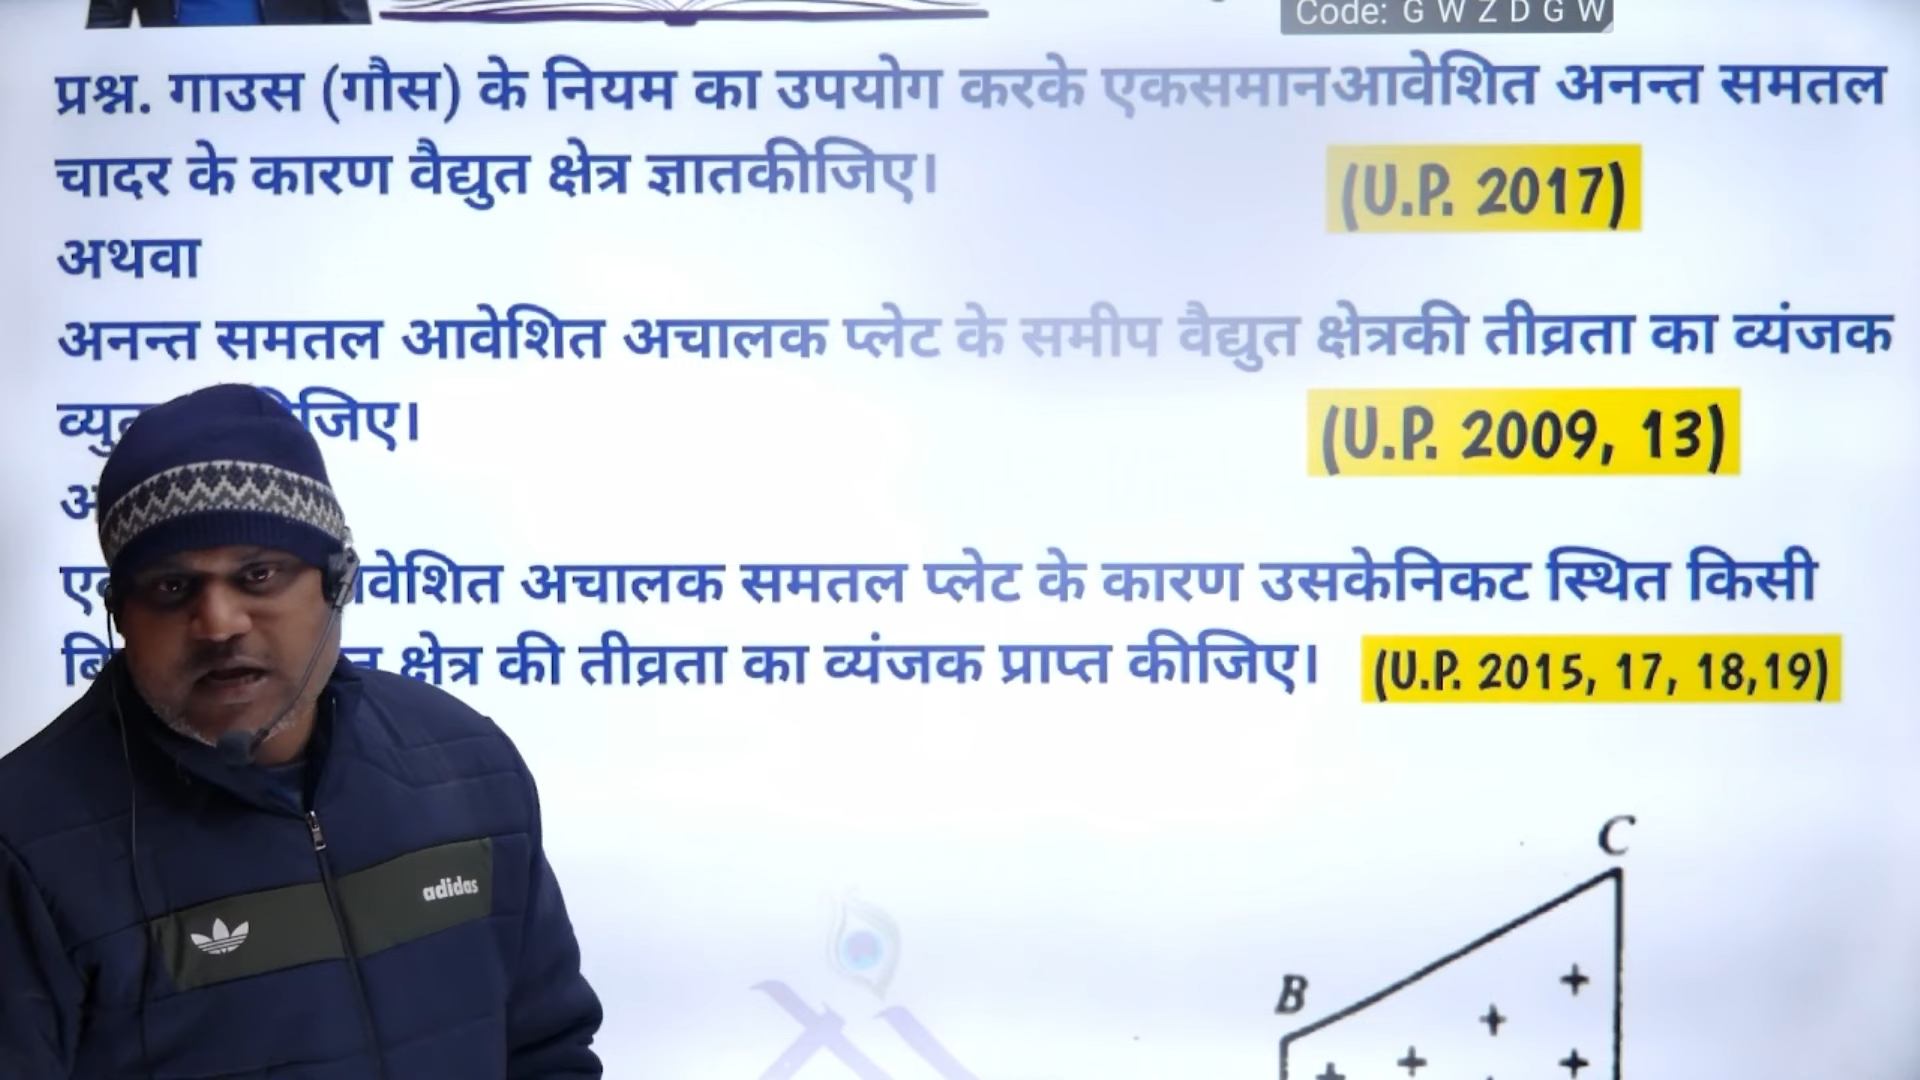 Code: G W Z D G W
प्रश्न. गाउस (गौस) के नियम का उपयोग करके एकसमानआवेशित अनन्त समतल
चादर के कारण वैद्युत क्षेत्र ज्ञातकीजिए।
(U.P. 2017)
अथवा
अनन्त समतल आवेशित अचालक प्लेट के समीप वैद्युत क्षेत्रकी तीव्रता का व्यंजक
(U.P. 2009, 13)
अचालक समतल प्लेट के कारण उसकेनिकट स्थित किसी
क्षेत्र की तीव्रता का व्यंजक प्राप्त कीजिए। (U.P. 2015, 17, 18,19)
adidas
C
B
+
+
+ +
+